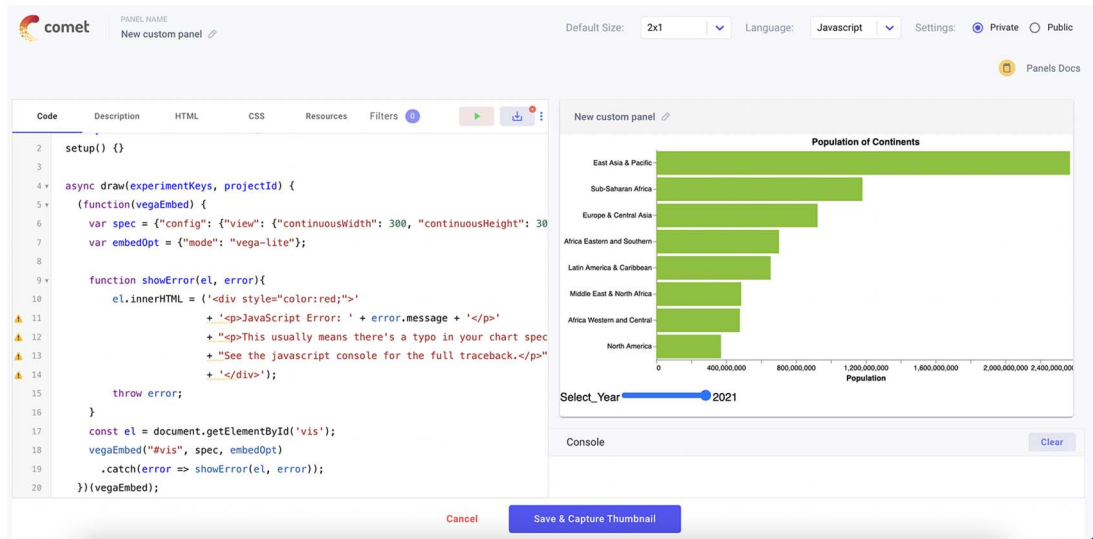 comet
PANEL NAME
New custom panel
Default Size: 2x1 Language: Javascript Settings: Private Public
Panels Docs
Code Description HTML CSS Resources Filters 0
2 setup() {}
3
4 async draw(experimentKeys, projectId) {
5 (function(vegaEmbed) {
6 var spec = {"config": {"view": {"continuousWidth": 300, "continuousHeight": 30
7 var embedOpt = {"mode": "vega-lite"};
8
9 function showError(el, error){
10 el.innerHTML = ('<div style="color:red;">'
11 + '<p>JavaScript Error: ' + error.message + '</p>'
12 + "<p>This usually means there's a typo in your chart spec
13 + "See the javascript console for the full traceback.</p>"
14 + '</div>');
15 throw error;
16 }
17 const el = document.getElementById('vis');
18 vegaEmbed("#vis", spec, embedOpt)
19 .catch(error => showError(el, error));
20 })(vegaEmbed);
New custom panel
Population of Continents
East Asia & Pacific
Sub-Saharan Africa
Europe & Central Asia
Africa Eastern and Southern
Latin America & Caribbean
Middle East & North Africa
Africa Western and Central
North America
0 400,000,000 800,000,000 1,200,000,000 1,600,000,000 2,000,000,000 2,400,000,000
Population
Select_Year 2021
Console Clear
Cancel Save & Capture Thumbnail